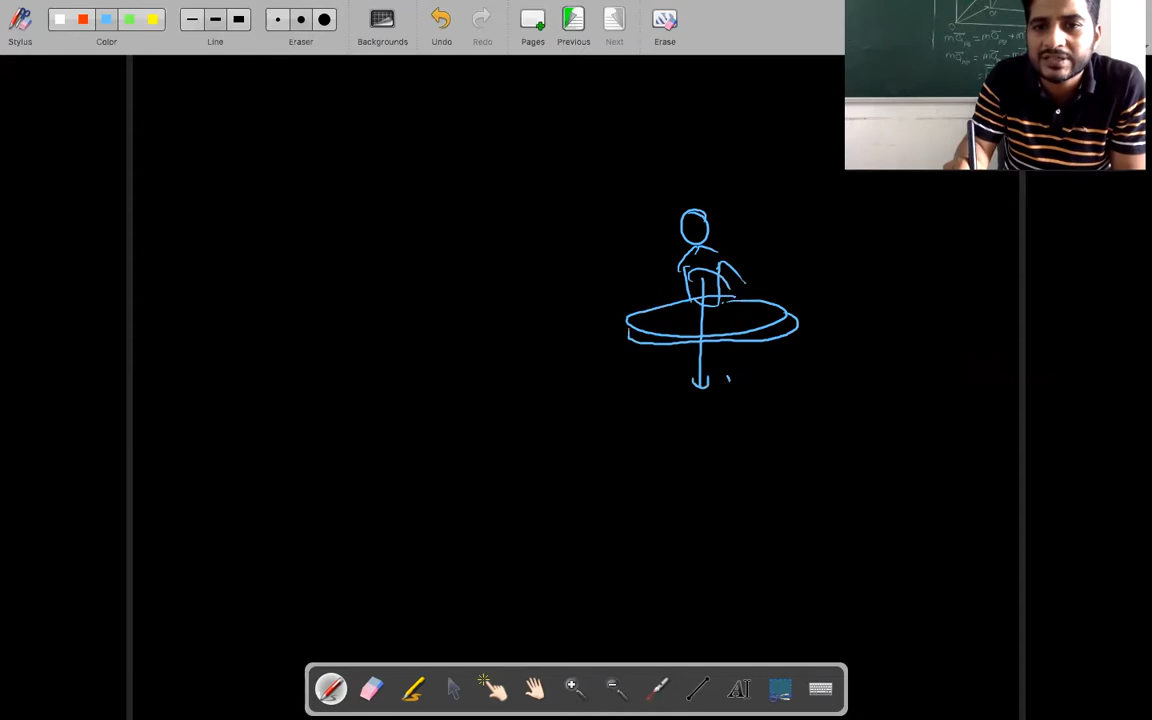 Stylus
Color
Line
Eraser
Backgrounds
Undo
Redo
Pages
Previous
Next
Erase